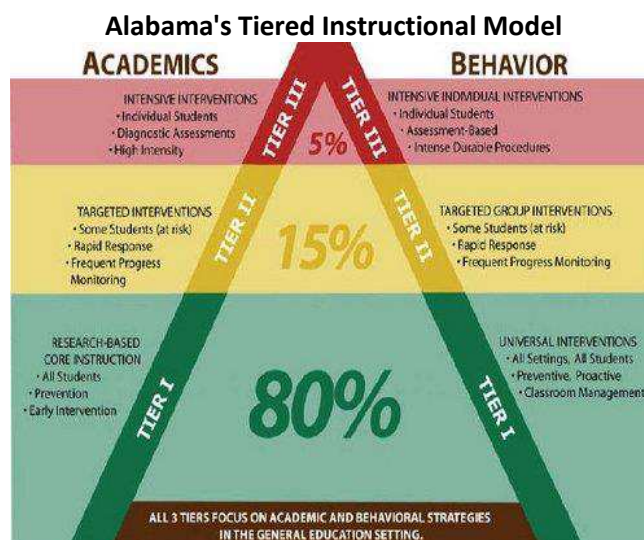 Alabama's Tiered Instructional Model
ACADEMICS
BEHAVIOR
INTENSIVE INTERVENTIONS
• Individual Students
• Diagnostic Assessments
• High Intensity
TIER III
5%
TIER III
INTENSIVE INDIVIDUAL INTERVENTIONS
• Individual Students
• Assessment-Based
• Intense Durable Procedures
TARGETED INTERVENTIONS
• Some Students (at risk)
• Rapid Response
• Frequent Progress
Monitoring
TIER II
15%
TIER II
TARGETED GROUP INTERVENTIONS
• Some Students (at risk)
• Rapid Response
• Frequent Progress Monitoring
RESEARCH-BASED
CORE INSTRUCTION
• All Students
• Prevention
• Early Intervention
TIER I
80%
TIER I
UNIVERSAL INTERVENTIONS
• All Settings, All Students
• Preventive, Proactive
• Classroom Management
ALL 3 TIERS FOCUS ON ACADEMIC AND BEHAVIORAL STRATEGIES
IN THE GENERAL EDUCATION SETTING.